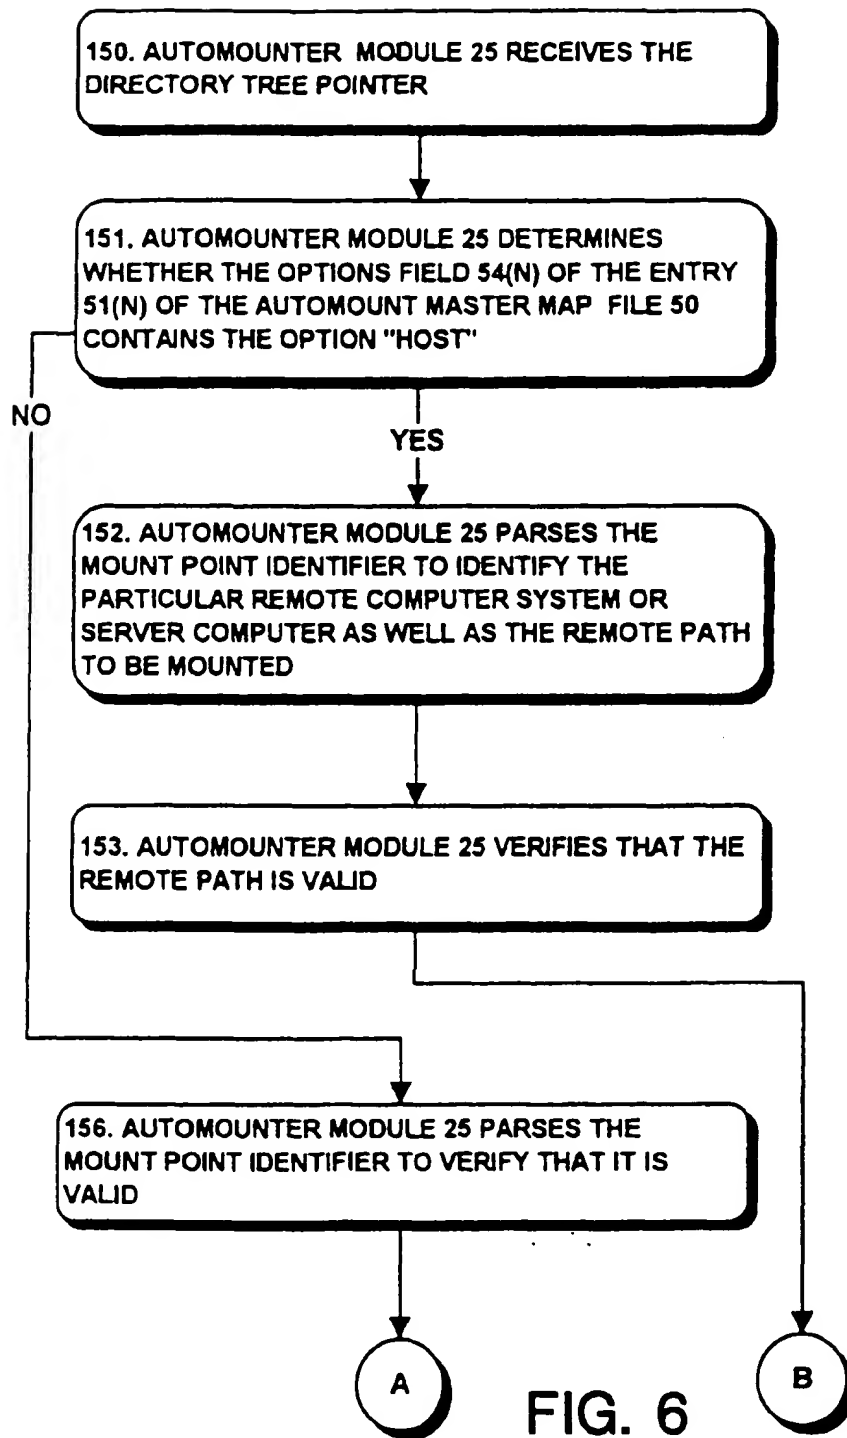 150. AUTOMOUNTER MODULE 25 RECEIVES THE
DIRECTORY TREE POINTER
151. AUTOMOUNTER MODULE 25 DETERMINES
WHETHER THE OPTIONS FIELD 54(N) OF THE ENTRY
51(N) OF THE AUTOMOUNT MASTER MAP FILE 50
CONTAINS THE OPTION "HOST"
NO
YES
152. AUTOMOUNTER MODULE 25 PARSES THE
MOUNT POINT IDENTIFIER TO IDENTIFY THE
PARTICULAR REMOTE COMPUTER SYSTEM OR
SERVER COMPUTER AS WELL AS THE REMOTE PATH
TO BE MOUNTED
153. AUTOMOUNTER MODULE 25 VERIFIES THAT THE
REMOTE PATH IS VALID
156. AUTOMOUNTER MODULE 25 PARSES THE
MOUNT POINT IDENTIFIER TO VERIFY THAT IT IS
VALID
A
B
FIG. 6